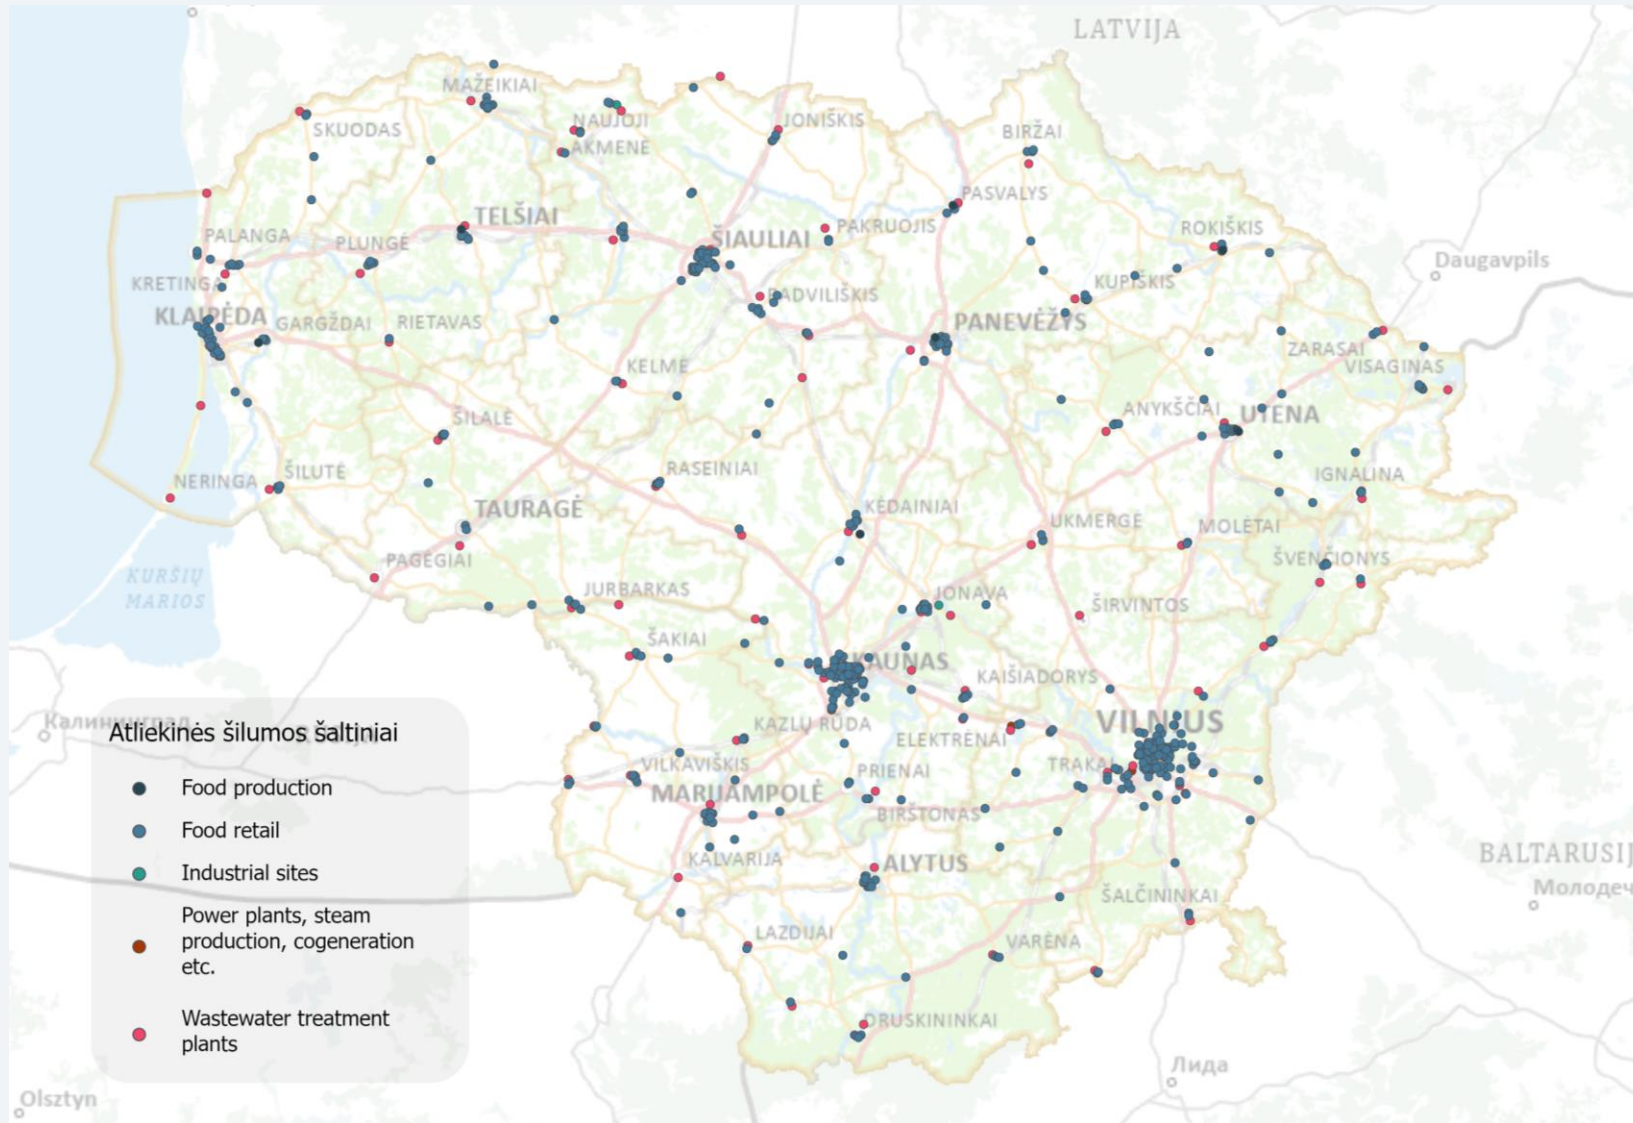 LATVIJA
MAŽEIKIAI
NAUJOJI
AKMENĖ
JONIŠKIS
SKUODAS
BIRŽAI
PASVALYS
TELŠIAI
PALANGA
PLUNGĖ
ŠIAULIAI
PAKRUOJIS
ROKIŠKIS
Daugavpils
KRETINGA
KUPIŠKIS
RADVILIŠKIS
KLAIPĖDA
GARGŽDAI
RIETAVAS
PANEVĖŽYS
ZARASAI
VISAGINAS
KELMĖ
ANYKŠČIAI
UTENA
ŠILALĖ
NERINGA
ŠILUTĖ
RASEINIAI
IGNALINA
TAURAGĖ
KĖDAINIAI
UKMERGĖ
MOLĖTAI
PAGĖGIAI
ŠVENČIONYS
KURŠIŲ
MARIOS
JURBARKAS
JONAVA
ŠIRVINTOS
ŠAKIAI
KAUNAS
KAIŠIADORYS
KAZLŲ RŪDA
ELEKTRĖNAI
VILNIUS
Калининград
VILKAVIŠKIS
PRIENAI
TRAKAI
MARIJAMPOLĖ
BIRŠTONAS
KALVARIJA
ALYTUS
BALTARUSIJ
Молодеч
ŠALČININKAI
LAZDIJAI
VARĖNA
DRUSKININKAI
Лида
Olsztyn
Atliekinės šilumos šaltiniai
Food production
Food retail
Industrial sites
Power plants, steam
production, cogeneration
etc.
Wastewater treatment
plants